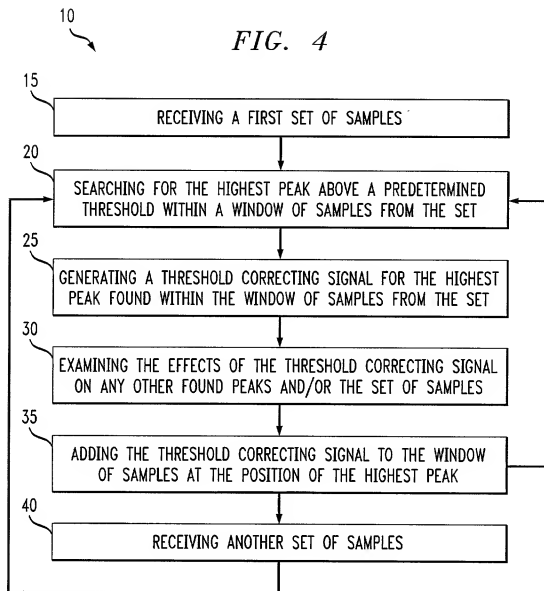 10
FIG. 4
15
RECEIVING A FIRST SET OF SAMPLES
20
SEARCHING FOR THE HIGHEST PEAK ABOVE A PREDETERMINED
THRESHOLD WITHIN A WINDOW OF SAMPLES FROM THE SET
25
GENERATING A THRESHOLD CORRECTING SIGNAL FOR THE HIGHEST
PEAK FOUND WITHIN THE WINDOW OF SAMPLES FROM THE SET
30
EXAMINING THE EFFECTS OF THE THRESHOLD CORRECTING SIGNAL
ON ANY OTHER FOUND PEAKS AND/OR THE SET OF SAMPLES
35
ADDING THE THRESHOLD CORRECTING SIGNAL TO THE WINDOW
OF SAMPLES AT THE POSITION OF THE HIGHEST PEAK
40
RECEIVING ANOTHER SET OF SAMPLES